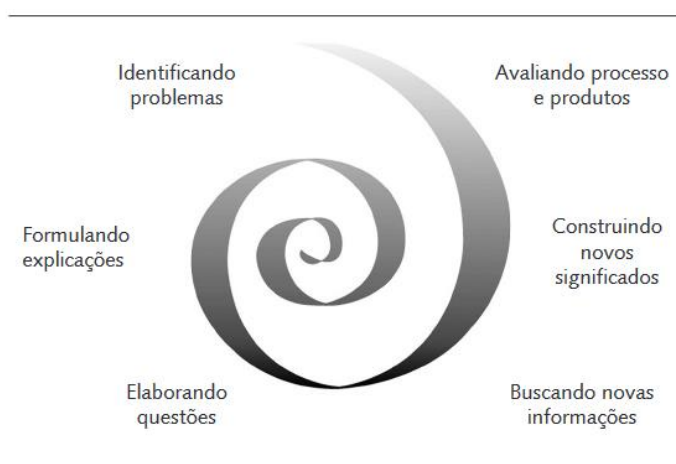 Identificando
problemas
Avaliando processo
e produtos
Formulando
explicações
Construindo
novos
significados
Elaborando
questões
Buscando novas
informações